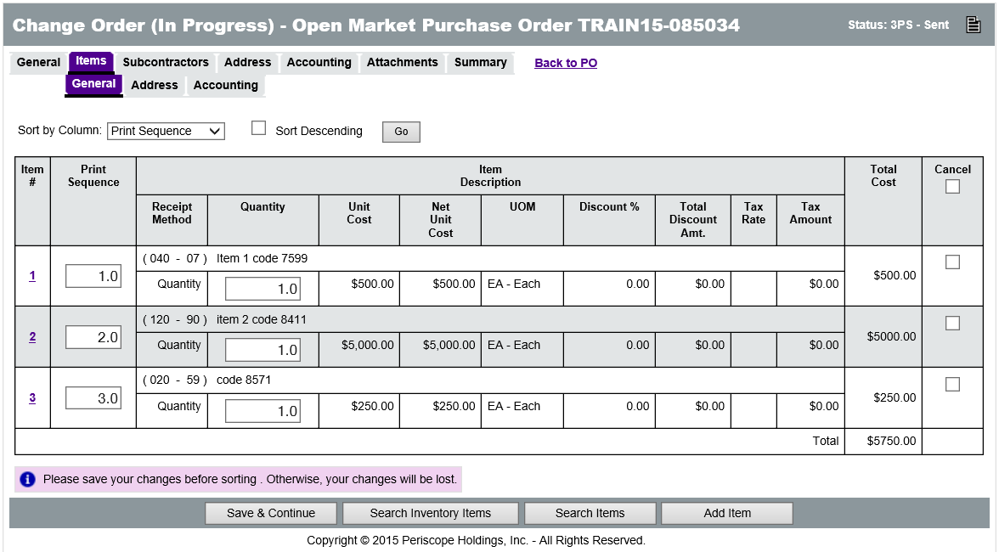 Change Order (In Progress) - Open Market Purchase Order TRAIN15-085034
Status: 3PS - Sent
General Items Subcontractors Address Accounting Attachments Summary Back to PO
General Address Accounting
Sort by Column: Print Sequence Sort Descending Go
Item # Print Sequence Item Description Total Cost Cancel
Receipt Method Quantity Unit Cost Net Unit Cost UOM Discount % Total Discount Amt. Tax Rate Tax Amount
1 1.0 ( 040 - 07 ) Item 1 code 7599
Quantity 1.0 $500.00 $500.00 EA - Each 0.00 $0.00 $0.00 $500.00
2 2.0 ( 120 - 90 ) item 2 code 8411
Quantity 1.0 $5,000.00 $5,000.00 EA - Each 0.00 $0.00 $0.00 $5000.00
3 3.0 ( 020 - 59 ) code 8571
Quantity 1.0 $250.00 $250.00 EA - Each 0.00 $0.00 $0.00 $250.00
Total $5750.00
i Please save your changes before sorting . Otherwise, your changes will be lost.
Save & Continue Search Inventory Items Search Items Add Item
Copyright © 2015 Periscope Holdings, Inc. - All Rights Reserved.